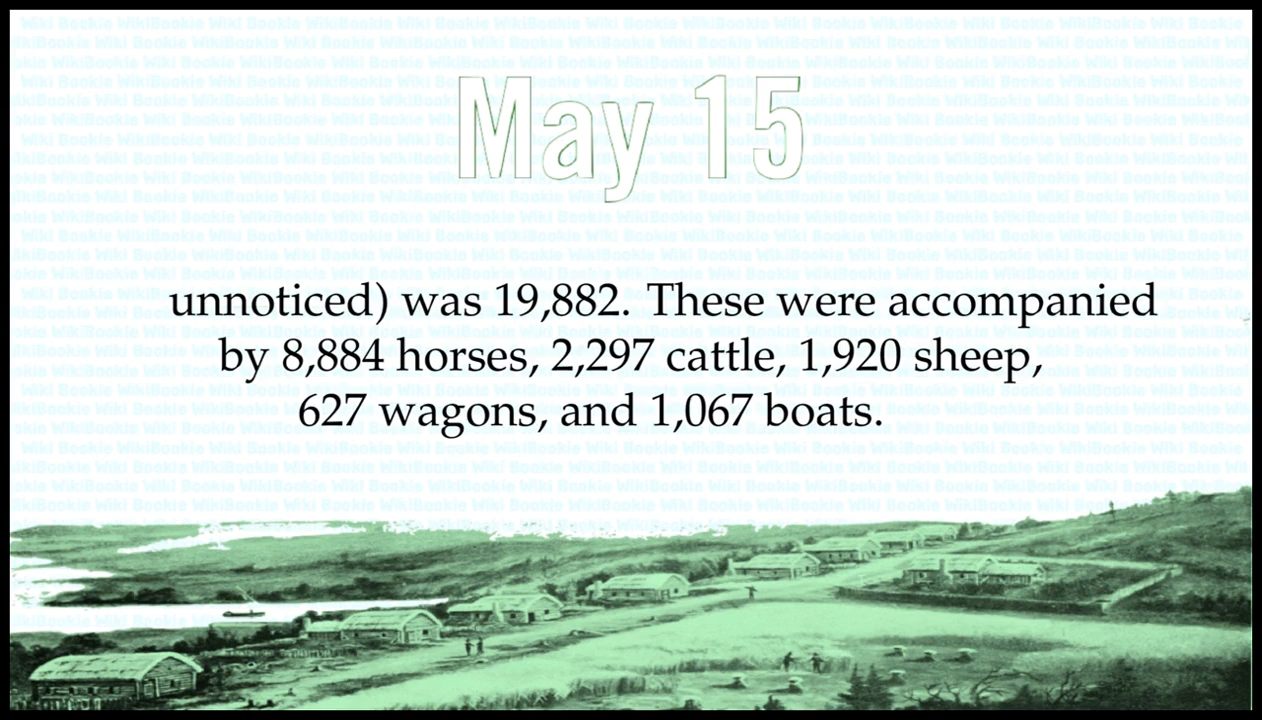 May 15
unnoticed) was 19,882. These were accompanied
by 8,884 horses, 2,297 cattle, 1,920 sheep,
627 wagons, and 1,067 boats.